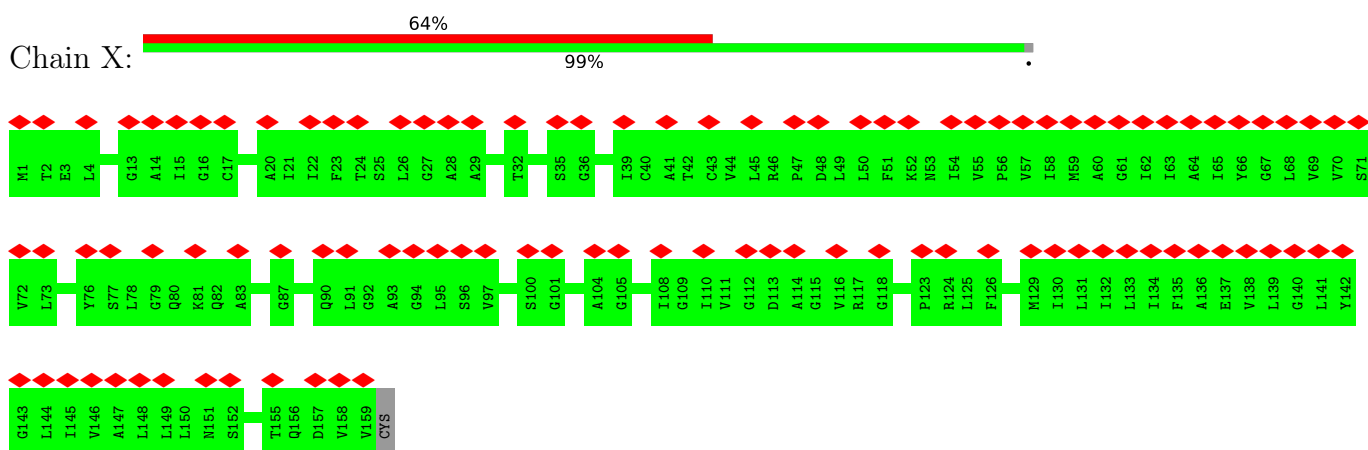 64%
Chain X:
99% .
M1 T2 E3 L4 G13 A14 I15 G16 C17 A20 I21 I22 F23 T24 S25 L26 G27 A28 A29 T32 S35 G36 I39 C40 A41 T42 C43 V44 L45 R46 P47 D48 L49 L50 F51 K52 N53 I54 V55 P56 V57 I58 M59 A60 G61 I62 I63 A64 I65 Y66 G67 L68 V69 V70 S71
V72 L73 Y76 S77 L78 G79 Q80 K81 Q82 A83 G87 Q90 L91 G92 A93 G94 L95 S96 V97 S100 G101 A104 G105 I108 G109 I110 V111 G112 D113 A114 G115 V116 R117 G118 P123 R124 L125 F126 M129 I130 L131 I132 L133 I134 F135 A136 E137 V138 L139 G140 L141 Y142
G143 L144 I145 V146 A147 L148 L149 L150 N151 S152 T155 Q156 D157 V158 V159 CYS